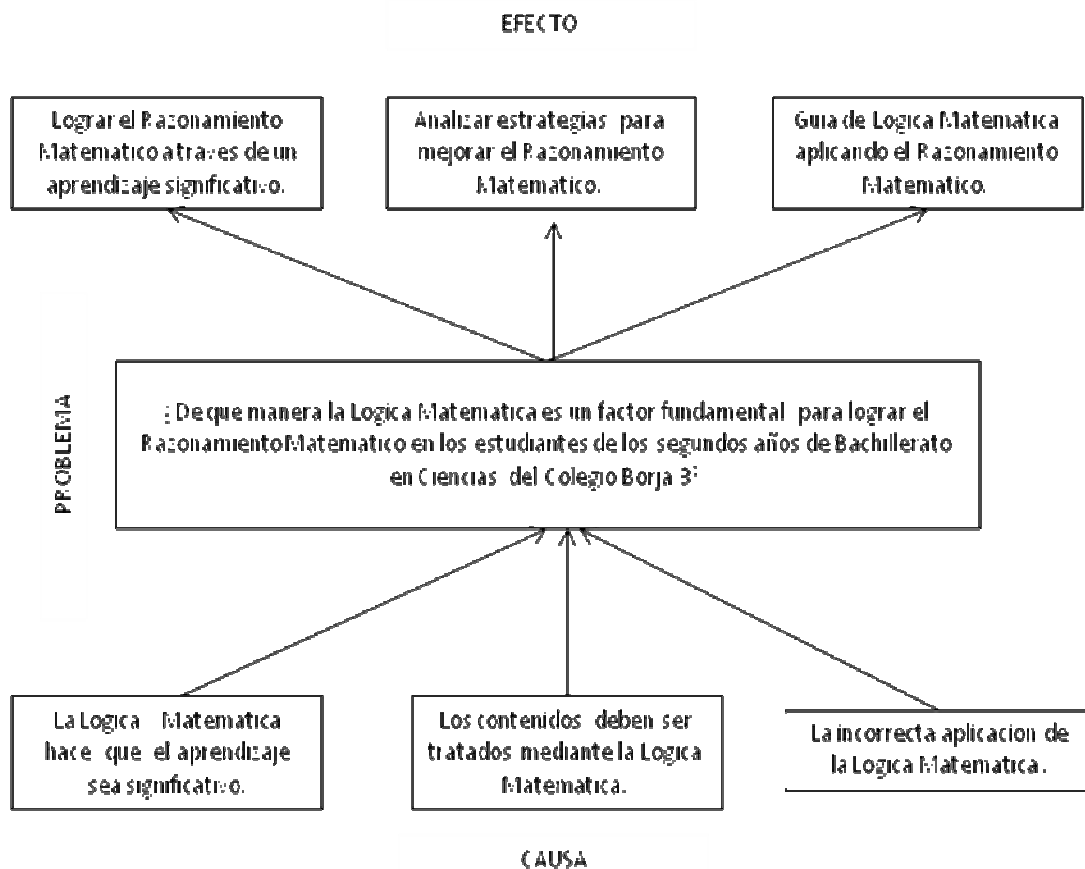 EFECTO
Lograr el Razonamiento
Matematico a traves de un
aprendizaje significativo.
Analizar estrategias para
mejorar el Razonamiento
Matematico.
Guia de Logica Matematica
aplicando el Razonamiento
Matematico.
PROBLEMA
¿De que manera la Logica Matematica es un factor fundamental para lograr el
Razonamiento Matematico en los estudiantes de los segundos años de Bachillerato
en Ciencias del Colegio Borja 3?
La Logica Matematica
hace que el aprendizaje
sea significativo.
Los contenidos deben ser
tratados mediante la Logica
Matematica.
La incorrecta aplicacion de
la Logica Matematica.
CAUSA